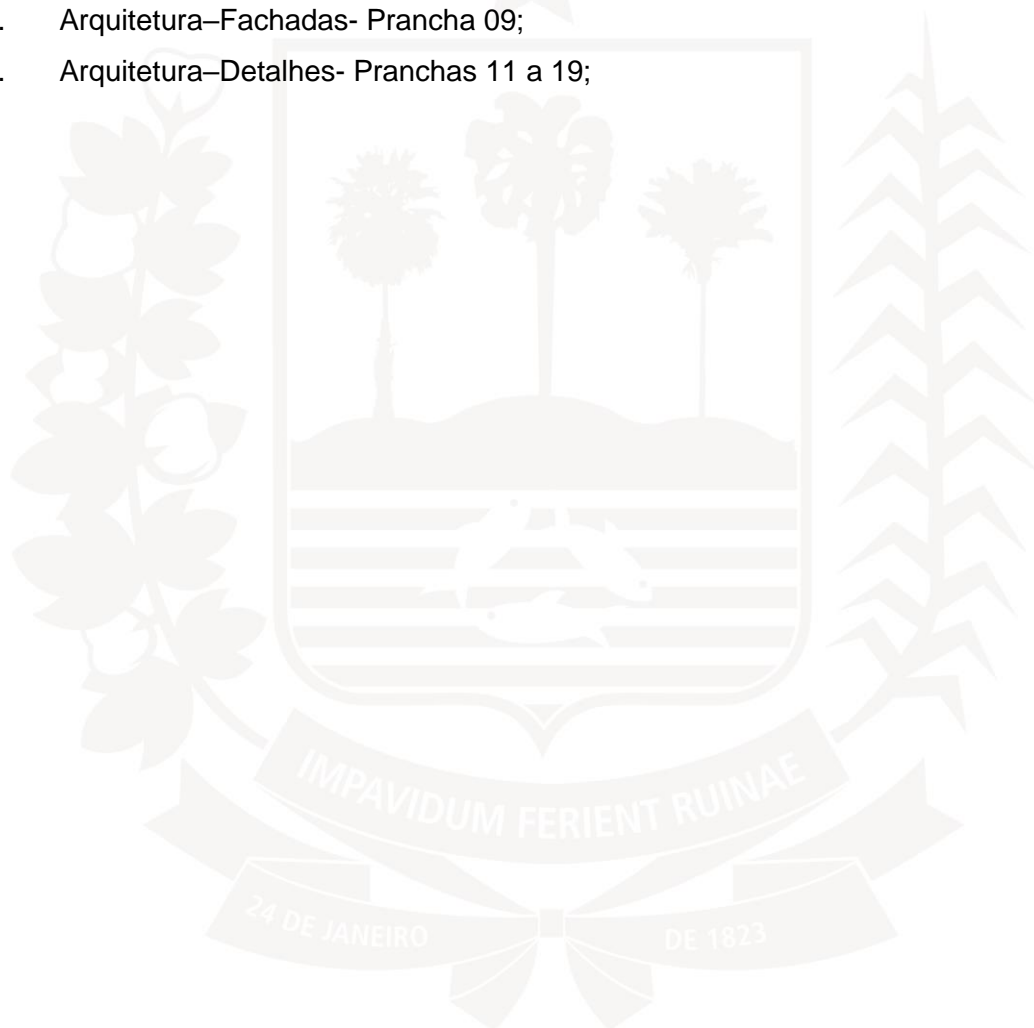 . Arquitetura–Fachadas- Prancha 09;
. Arquitetura–Detalhes- Pranchas 11 a 19;
IMPAVIDUM FERIENT RUINAE
24 DE JANEIRO DE 1823